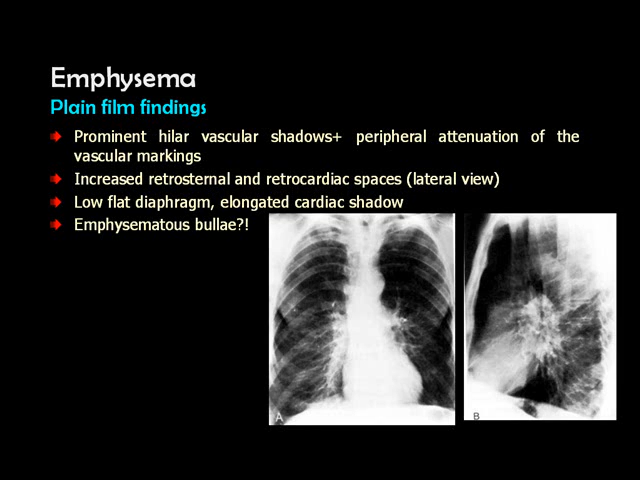 Emphysema
Plain film findings
Prominent hilar vascular shadows+ peripheral attenuation of the
vascular markings
Increased retrosternal and retrocardiac spaces (lateral view)
Low flat diaphragm, elongated cardiac shadow
Emphysematous bullae?!
A
B